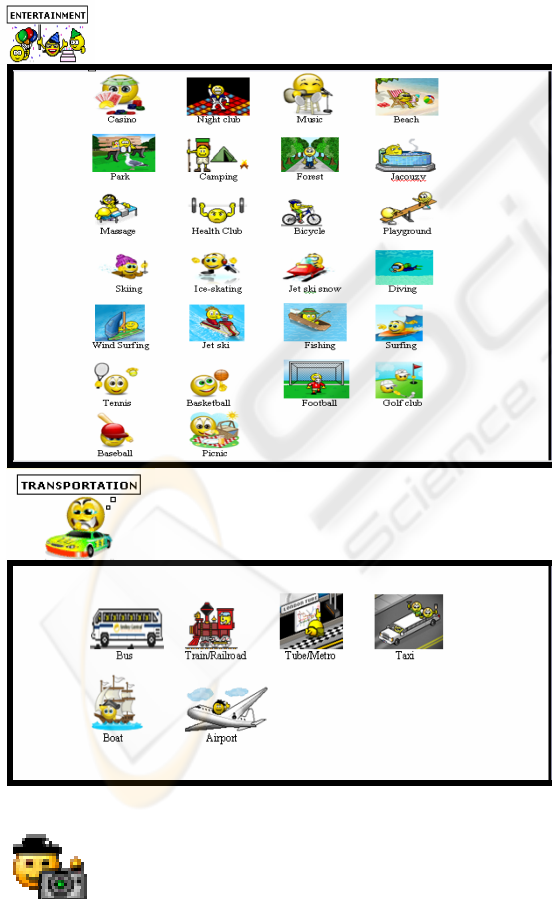 ENTERTAINMENT
Casino Night club Music Beach
Park Camping Forest Jacouzy
Massage Health Club Bicycle Playground
Skiing Ice-skating Jet ski snow Diving
Wind Surfing Jet ski Fishing Surfing
Tennis Basketball Football Golf club
Baseball Picnic
TRANSPORTATION
LONDON TUBE
Bus Train/Railroad Tube/Metro Taxi
Boat Airport